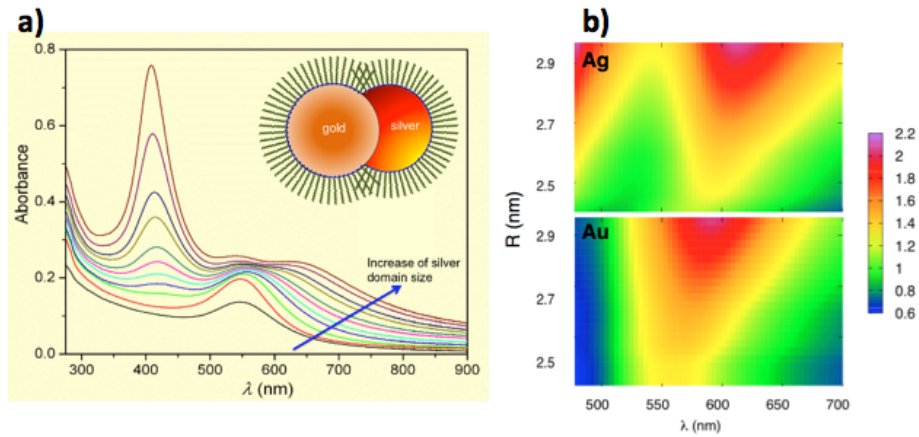 a)
0.8
0.6
0.4
0.2
0.0
Aborbance
gold
silver
Increase of silver
domain size
300 400 500 600 700 800 900
λ (nm)
b)
Ag
2.9
2.7
2.5
R (nm)
Au
2.9
2.7
2.5
500 550 600 650 700
λ (nm)
2.2
2
1.8
1.6
1.4
1.2
1
0.8
0.6